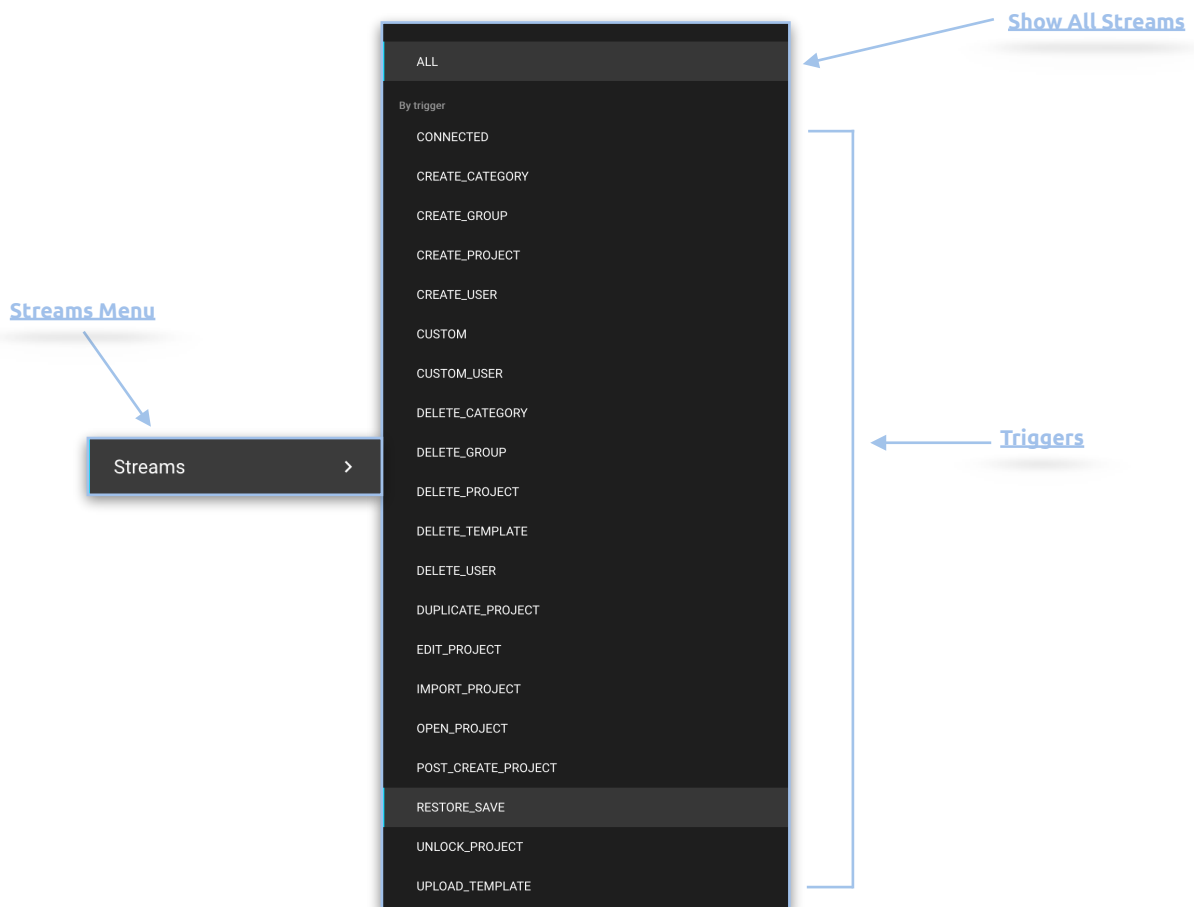 Show All Streams
ALL
By trigger
CONNECTED
CREATE_CATEGORY
CREATE_GROUP
CREATE_PROJECT
CREATE_USER
Streams Menu
CUSTOM
CUSTOM_USER
DELETE_CATEGORY
Triggers
DELETE_GROUP
Streams
DELETE_PROJECT
DELETE_TEMPLATE
DELETE_USER
DUPLICATE_PROJECT
EDIT_PROJECT
IMPORT_PROJECT
OPEN_PROJECT
POST_CREATE_PROJECT
RESTORE_SAVE
UNLOCK_PROJECT
UPLOAD_TEMPLATE